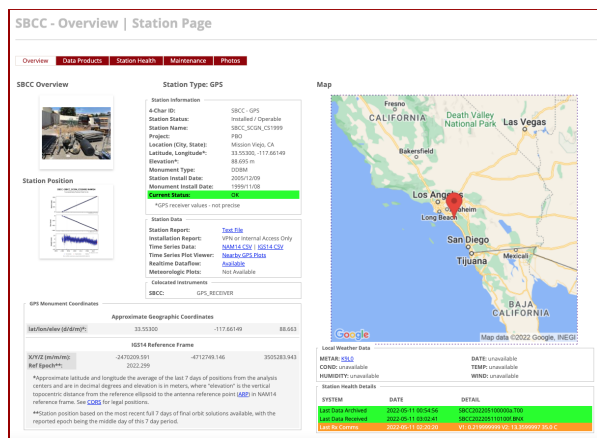 SBCC - Overview | Station Page
Overview
Data Products
Station Health
Maintenance
Photos
SBCC Overview
Station Type: GPS
Map
Station Information
4-Char ID: SBCC - GPS
Station Status: Installed / Operable
Station Name: SBCC_SCGN_CS1999
Project: PBO
Location (City, State): Mission Viejo, CA
Latitude, Longitude*: 33.55300, -117.66149
Elevation*: 88.695 m
Monument Type: DDBM
Station Install Date: 2005/12/09
Monument Install Date: 1999/11/08
Current Status: OK
*GPS receiver values - not precise
Station Position
Station Data
Station Report: Text File
Installation Report: VPN or Internal Access Only
Time Series Data: NAM14 CSV | IGS14 CSV
Time Series Plot Viewer: Nearby GPS Plots
Realtime Dataflow: Available
Meteorologic Plots: Not Available
Colocated Instruments
SBCC: GPS_RECEIVER
GPS Monument Coordinates
Approximate Geographic Coordinates
lat/lon/elev (d/d/m)*: 33.55300 -117.66149 88.663
IGS14 Reference Frame
X/Y/Z (m/m/m): -2470209.591 -4712749.146 3505283.943
Ref Epoch**: 2022.299
*Approximate latitude and longitude the average of the last 7 days of positions from the analysis
centers and are in decimal degrees and elevation is in meters, where "elevation" is the vertical
topocentric distance from the reference ellipsoid to the antenna reference point (ARP) in NAM14
reference frame. See CORS for legal positions.
**Station position based on the most recent full 7 days of final orbit solutions available, with the
reported epoch being the middle day of this 7 day period.
Fresno
CALIFORNIA
Death Valley
National Park
Las Vegas
Bakersfield
Los Angeles
Anaheim
Long Beach
San Diego
Mexicali
Tijuana
BAJA
CALIFORNIA
Google
Map data ©2022 Google, INEGI
Local Weather Data
METAR: K9L0 DATE: unavailable
COND: unavailable TEMP: unavailable
HUMIDITY: unavailable WIND: unavailable
Station Health Details
SYSTEM DATE DETAIL
Last Data Archived 2022-05-11 00:54:56 SBCC202205100000a.T00
Last Data Received 2022-05-11 03:02:41 SBCC202205110100f.BNX
Last Rx Comms 2022-05-11 02:20:20 V1: 0.219999999 V2: 13.3599997 35.0 C